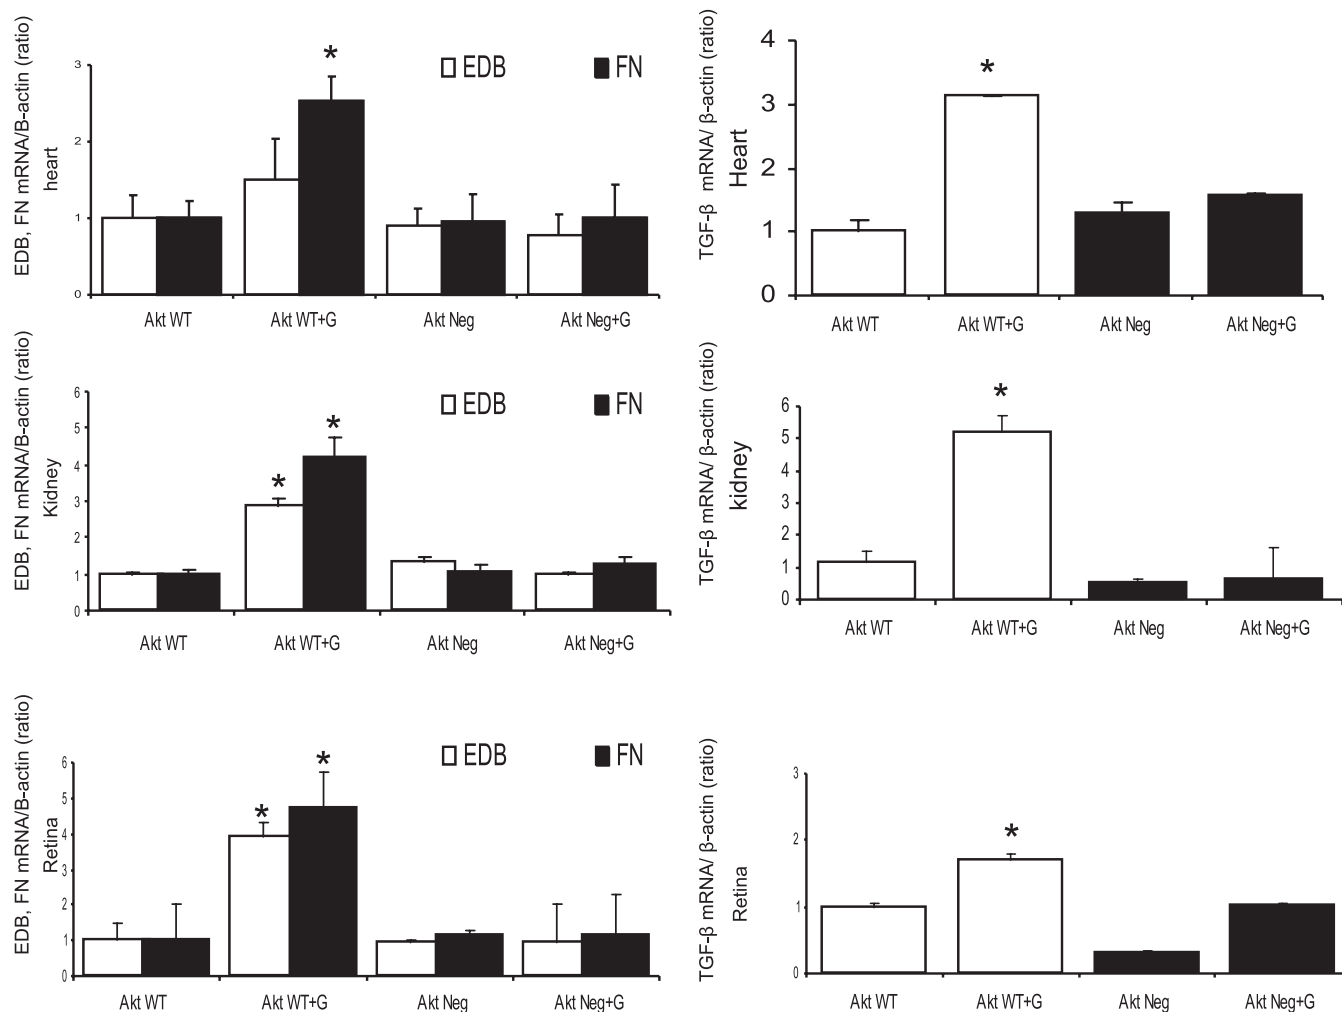 EDB, FN mRNA/B-actin (ratio)
heart
3
2
1
0
*
EDB
FN
Akt WT
Akt WT+G
Akt Neg
Akt Neg+G
TGF-β mRNA/ β-actin (ratio)
Heart
4
3
2
1
0
*
Akt WT
Akt WT+G
Akt Neg
Akt Neg+G
EDB, FN mRNA/B-actin (ratio)
Kidney
6
5
4
3
2
1
0
*
*
EDB
FN
Akt WT
Akt WT+G
Akt Neg
Akt Neg+G
TGF-β mRNA/ β-actin (ratio)
kidney
6
5
4
3
2
1
0
*
Akt WT
Akt WT+G
Akt Neg
Akt Neg+G
EDB, FN mRNA/B-actin (ratio)
Retina
6
5
4
3
2
1
0
*
*
EDB
FN
Akt WT
Akt WT+G
Akt Neg
Akt Neg+G
TGF-β mRNA/ β-actin (ratio)
Retina
3
2
1
0
*
Akt WT
Akt WT+G
Akt Neg
Akt Neg+G